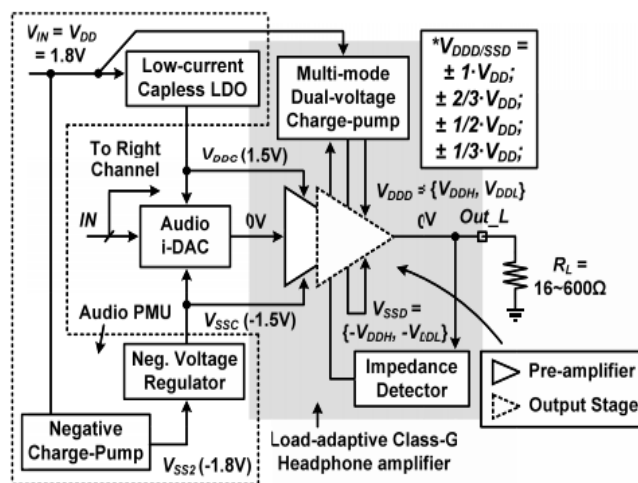 V_IN = V_DD
= 1.8V
Low-current
Capless LDO
Multi-mode
Dual-voltage
Charge-pump
*V_DDD/SSD =
± 1·V_DD;
± 2/3·V_DD;
± 1/2·V_DD;
± 1/3·V_DD;
To Right
Channel
V_DDC (1.5V)
V_DDD = {V_DDH, V_DDL}
IN
Audio
i-DAC
0V
0V
Out_L
R_L =
16~600Ω
Audio PMU
V_SSC (-1.5V)
V_SSD =
{-V_DDH, -V_DDL}
Neg. Voltage
Regulator
Impedance
Detector
Pre-amplifier
Output Stage
Negative
Charge-Pump
V_SS2 (-1.8V)
Load-adaptive Class-G
Headphone amplifier